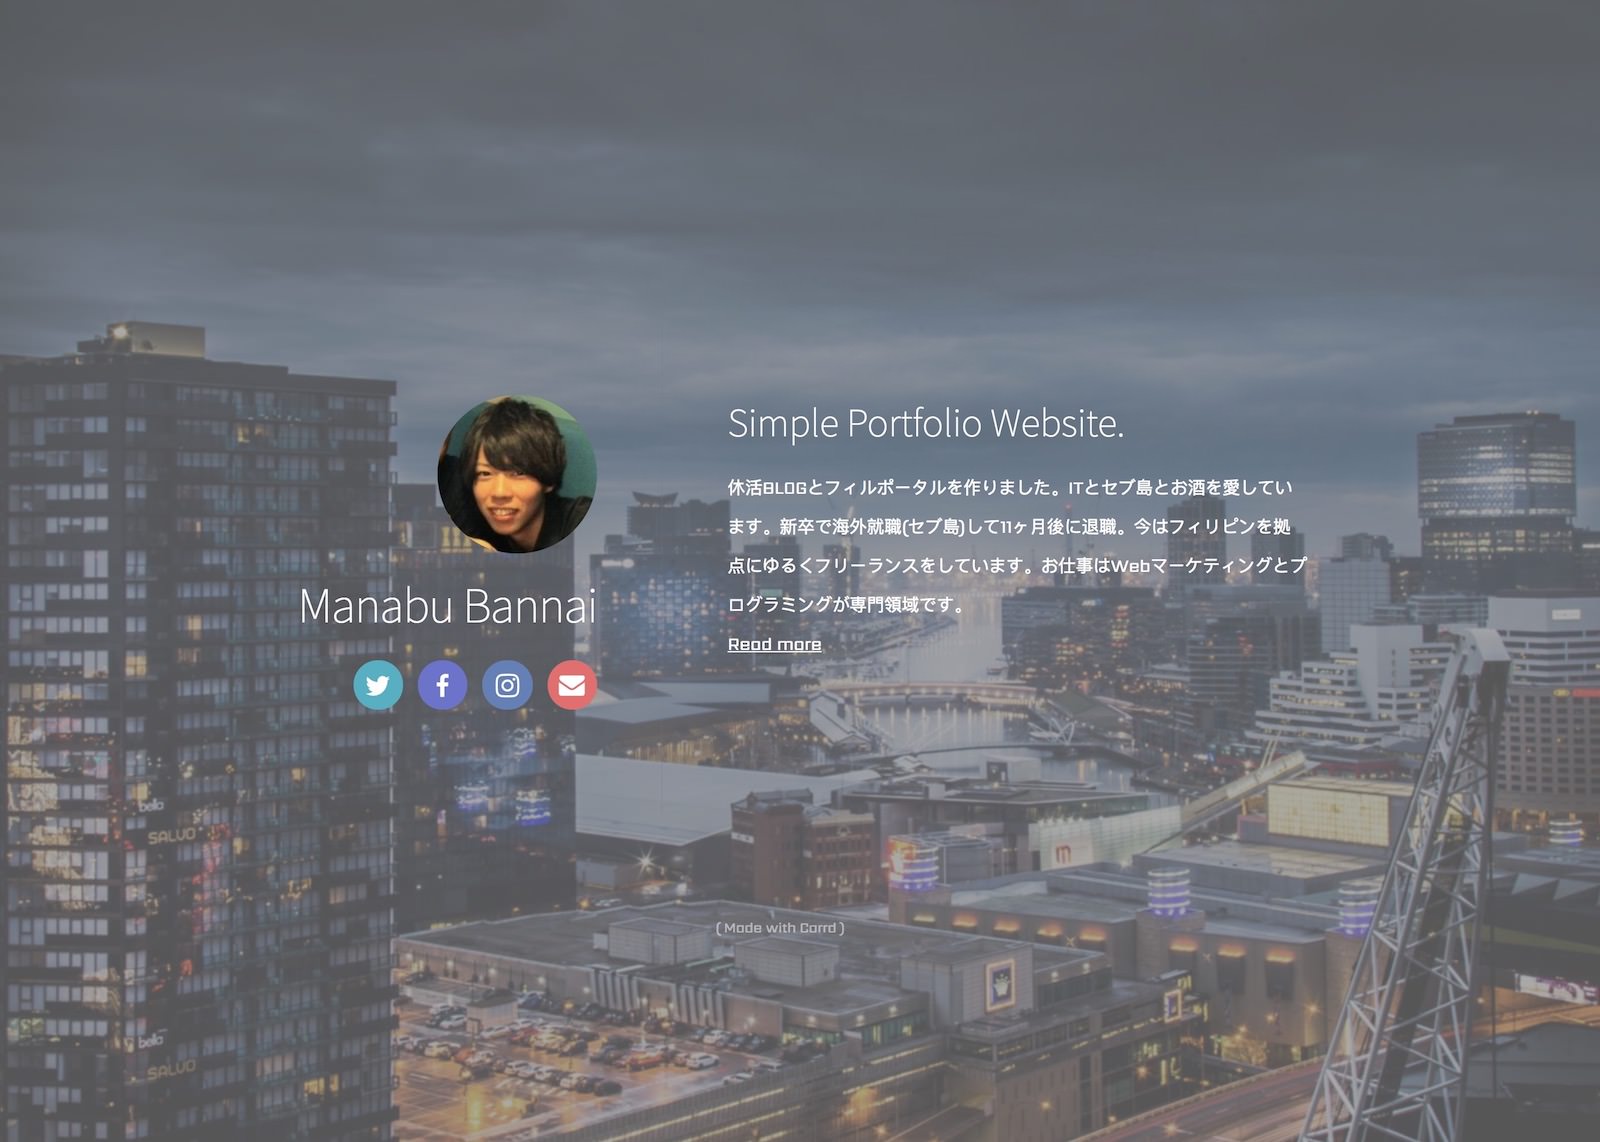 Simple Portfolio Website.
休活BLOGとフィルポータルを作りました。ITとセブ島とお酒を愛してい
ます。新卒で海外就職(セブ島)して11ヶ月後に退職。今はフィリピンを拠
点にゆるくフリーランスをしています。お仕事はWebマーケティングとプ
ログラミングが専門領域です。
Read more
Manabu Bannai
bella
SALUO
m
( Made with Carrd )
bella
SALUO